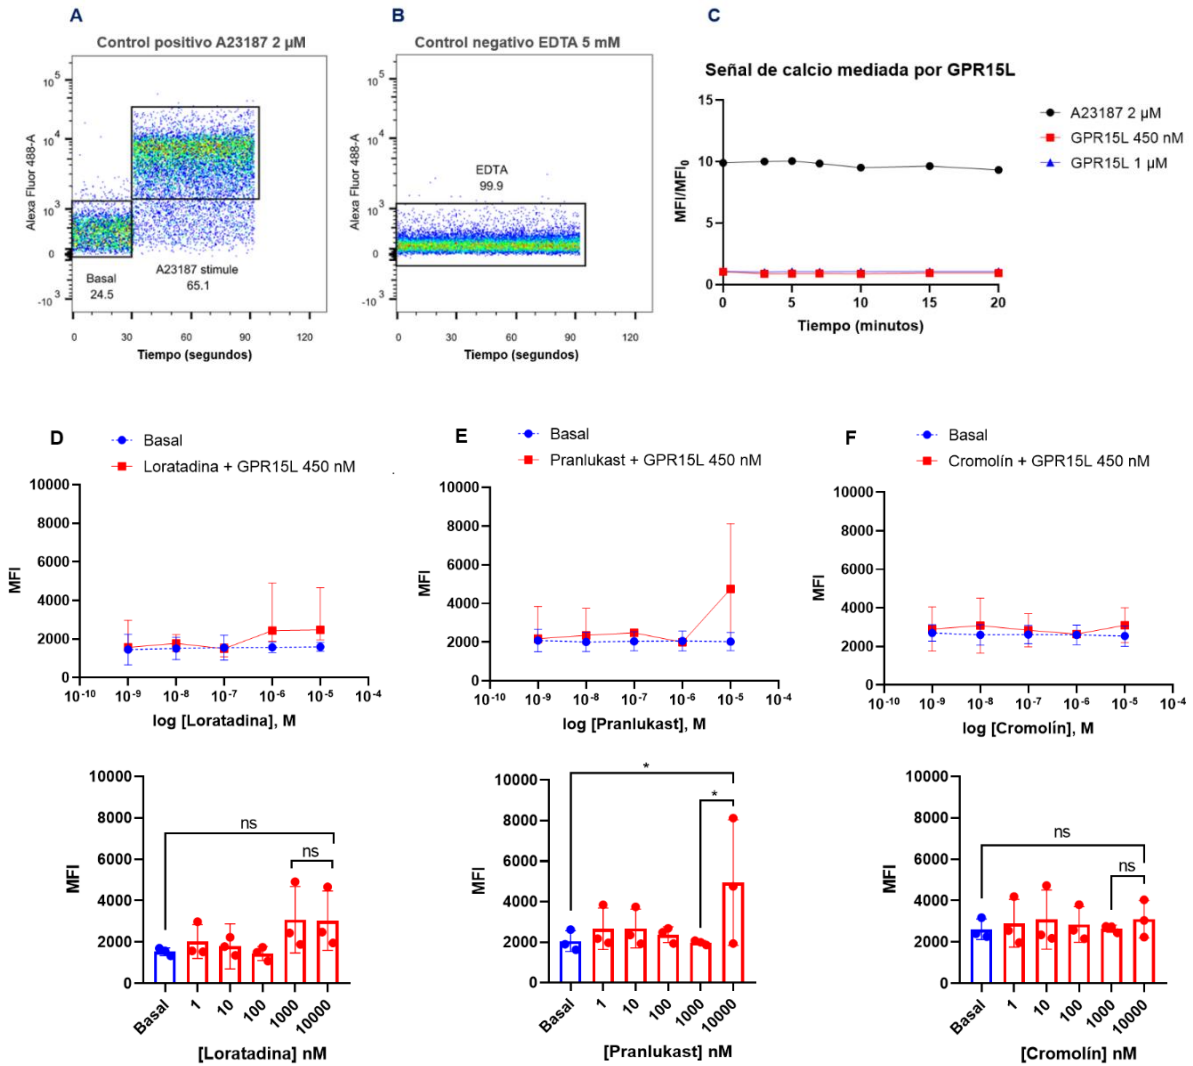 A
Control positivo A23187 2 µM
10 5
10 4
10 3
0
-10 3
Alexa Fluor 488-A
Basal
24.5
A23187 stimule
65.1
0 30 60 90 120
Tiempo (segundos)
B
Control negativo EDTA 5 mM
10 5
10 4
10 3
0
-10 3
Alexa Fluor 488-A
EDTA
99.9
0 30 60 90 120
Tiempo (segundos)
C
Señal de calcio mediada por GPR15L
15
10
5
0
MFI/MFI0
0 5 10 15 20
Tiempo (minutos)
A23187 2 µM
GPR15L 450 nM
GPR15L 1 µM
D
Basal
Loratadina + GPR15L 450 nM
10000
8000
6000
4000
2000
0
MFI
10-10 10-9 10-8 10-7 10-6 10-5 10-4
log [Loratadina], M
E
Basal
Pranlukast + GPR15L 450 nM
10000
8000
6000
4000
2000
0
MFI
10-10 10-9 10-8 10-7 10-6 10-5 10-4
log [Pranlukast], M
F
Basal
Cromolín + GPR15L 450 nM
10000
8000
6000
4000
2000
0
MFI
10-10 10-9 10-8 10-7 10-6 10-5 10-4
log [Cromolín], M
10000
8000
6000
4000
2000
0
MFI
ns
ns
Basal 1 10 100 1000 10000
[Loratadina] nM
10000
8000
6000
4000
2000
0
MFI
*
*
Basal 1 10 100 1000 10000
[Pranlukast] nM
10000
8000
6000
4000
2000
0
MFI
ns
ns
Basal 1 10 100 1000 10000
[Cromolín] nM